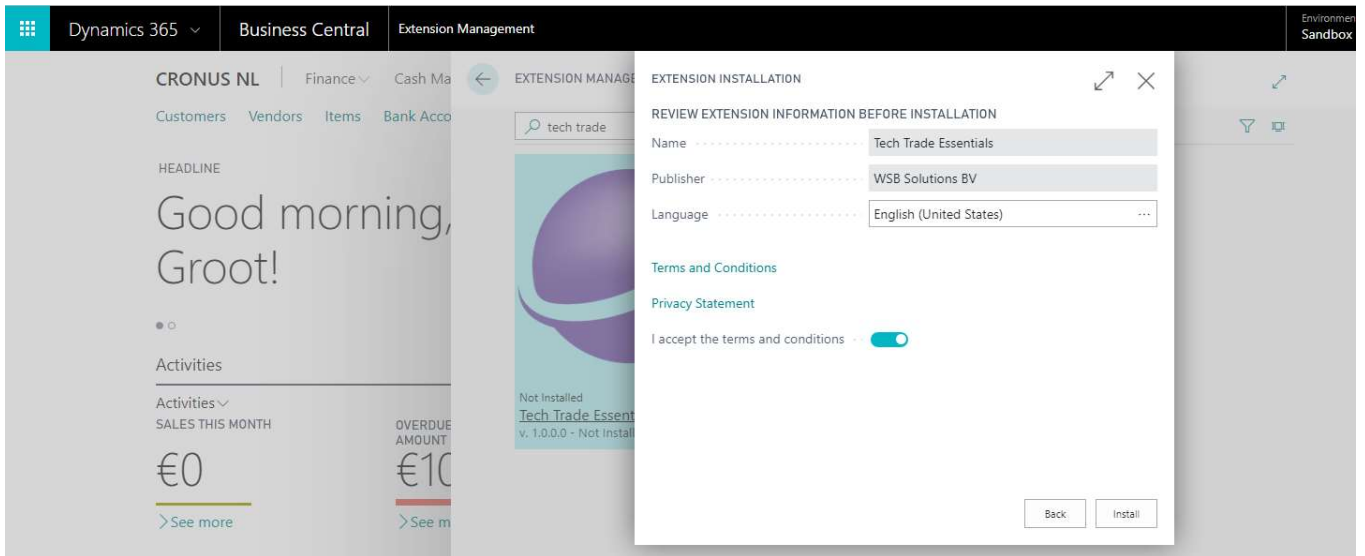 Dynamics 365
Business Central
Extension Management
Environmen
Sandbox
CRONUS NL
Finance
Cash Ma
Customers
Vendors
Items
Bank Acco
HEADLINE
Good morning,
Groot!
Activities
Activities
SALES THIS MONTH
€0
>See more
OVERDUE
AMOUNT
€10
>See m
EXTENSION MANAGE
tech trade
Not Installed
Tech Trade Essent
v. 1.0.0.0 - Not Install
EXTENSION INSTALLATION
REVIEW EXTENSION INFORMATION BEFORE INSTALLATION
Name Tech Trade Essentials
Publisher WSB Solutions BV
Language English (United States) ...
Terms and Conditions
Privacy Statement
I accept the terms and conditions
Back
Install